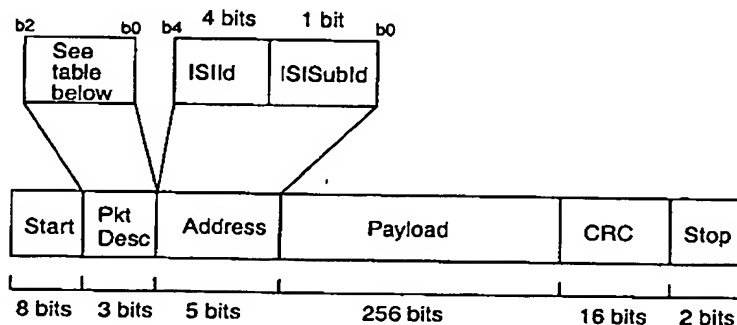 4 bits 1 bit
b2 b0 b4 b0
See
table
below
ISIId ISISubId
Start Pkt
Desc Address Payload CRC Stop
8 bits 3 bits 5 bits 256 bits 16 bits 2 bits